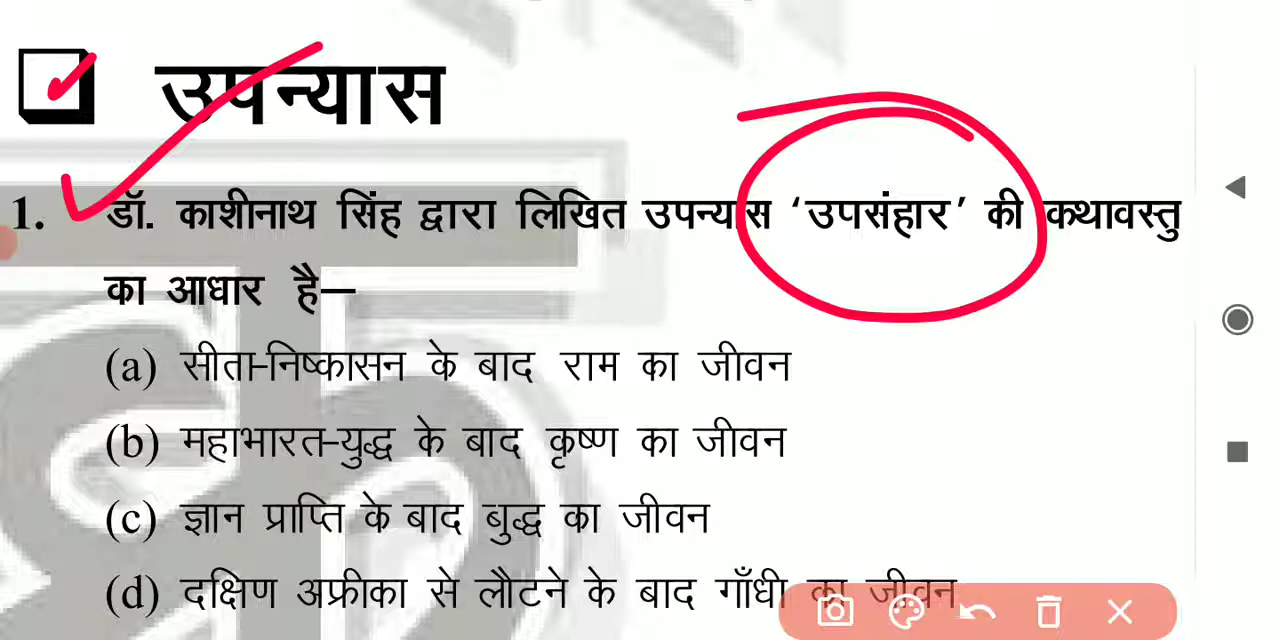 उपन्यास
1. डॉ. काशीनाथ सिंह द्वारा लिखित उपन्यास ‘उपसंहार’ की कथावस्तु
का आधार है—
(a) सीता-निष्कासन के बाद राम का जीवन
(b) महाभारत-युद्ध के बाद कृष्ण का जीवन
(c) ज्ञान प्राप्ति के बाद बुद्ध का जीवन
(d) दक्षिण अफ्रीका से लौटने के बाद गाँधी का जीवन